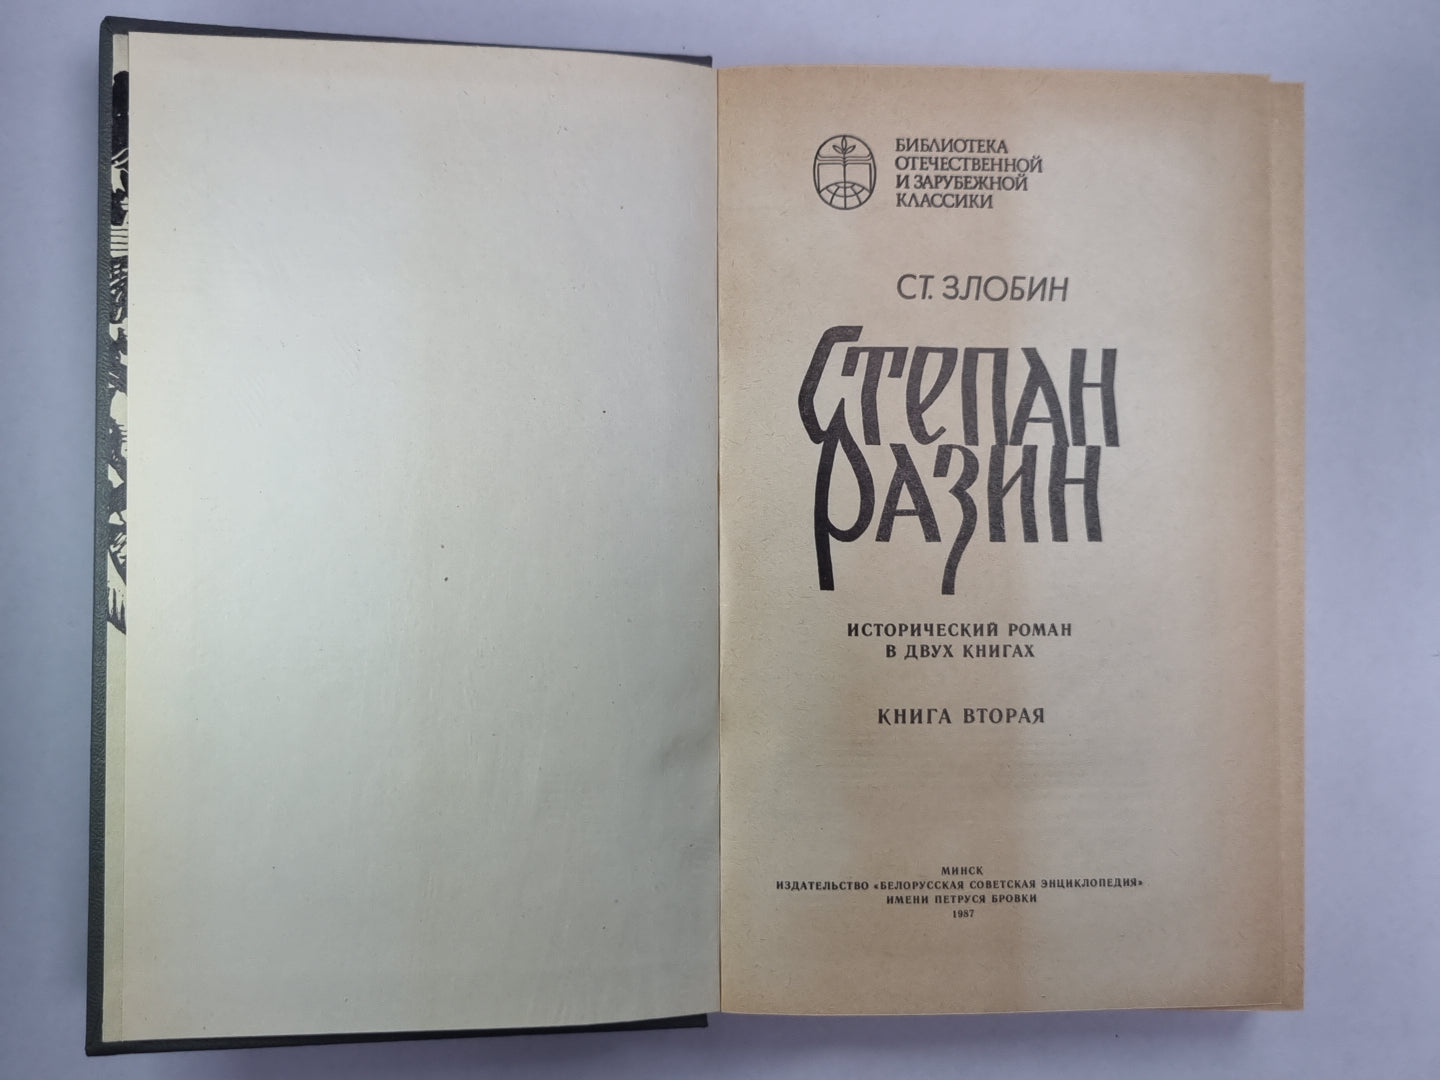 БИБЛИОТЕКА
ОТЕЧЕСТВЕННОЙ
И ЗАРУБЕЖНОЙ
КЛАССИКИ
СТ. ЗЛОБИН
СТЕПАН
РАЗИН
ИСТОРИЧЕСКИЙ РОМАН
В ДВУХ КНИГАХ
КНИГА ВТОРАЯ
МИНСК
ИЗДАТЕЛЬСТВО «БЕЛОРУССКАЯ СОВЕТСКАЯ ЭНЦИКЛОПЕДИЯ»
ИМЕНИ ПЕТРУСЯ БРОВКИ
1987